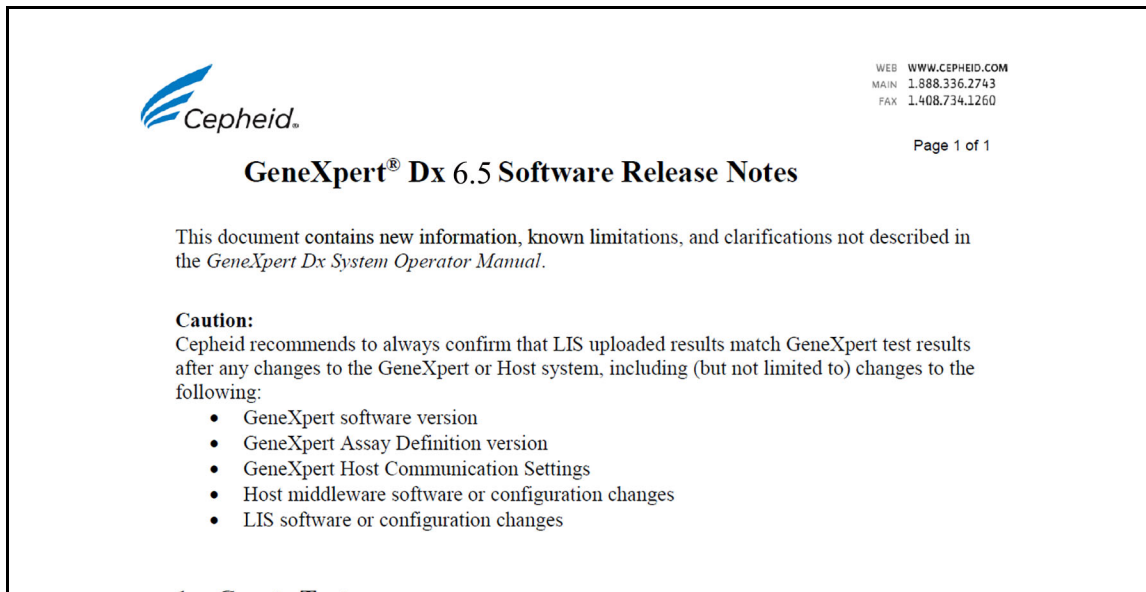 Cepheid®
WEB WWW.CEPHEID.COM
MAIN 1.888.336.2743
FAX 1.408.734.1260
Page 1 of 1
GeneXpert® Dx 6.5 Software Release Notes
This document contains new information, known limitations, and clarifications not described in
the GeneXpert Dx System Operator Manual.
Caution:
Cepheid recommends to always confirm that LIS uploaded results match GeneXpert test results
after any changes to the GeneXpert or Host system, including (but not limited to) changes to the
following:
• GeneXpert software version
• GeneXpert Assay Definition version
• GeneXpert Host Communication Settings
• Host middleware software or configuration changes
• LIS software or configuration changes